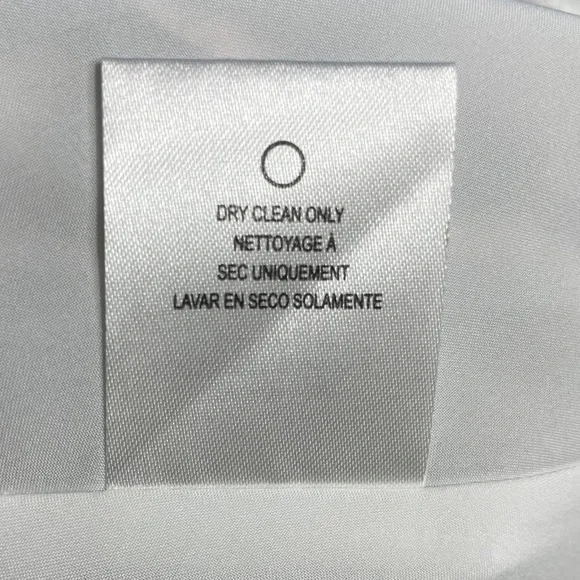 DRY CLEAN ONLY
NETTOYAGE À
SEC UNIQUEMENT
LAVAR EN SECO SOLAMENTE